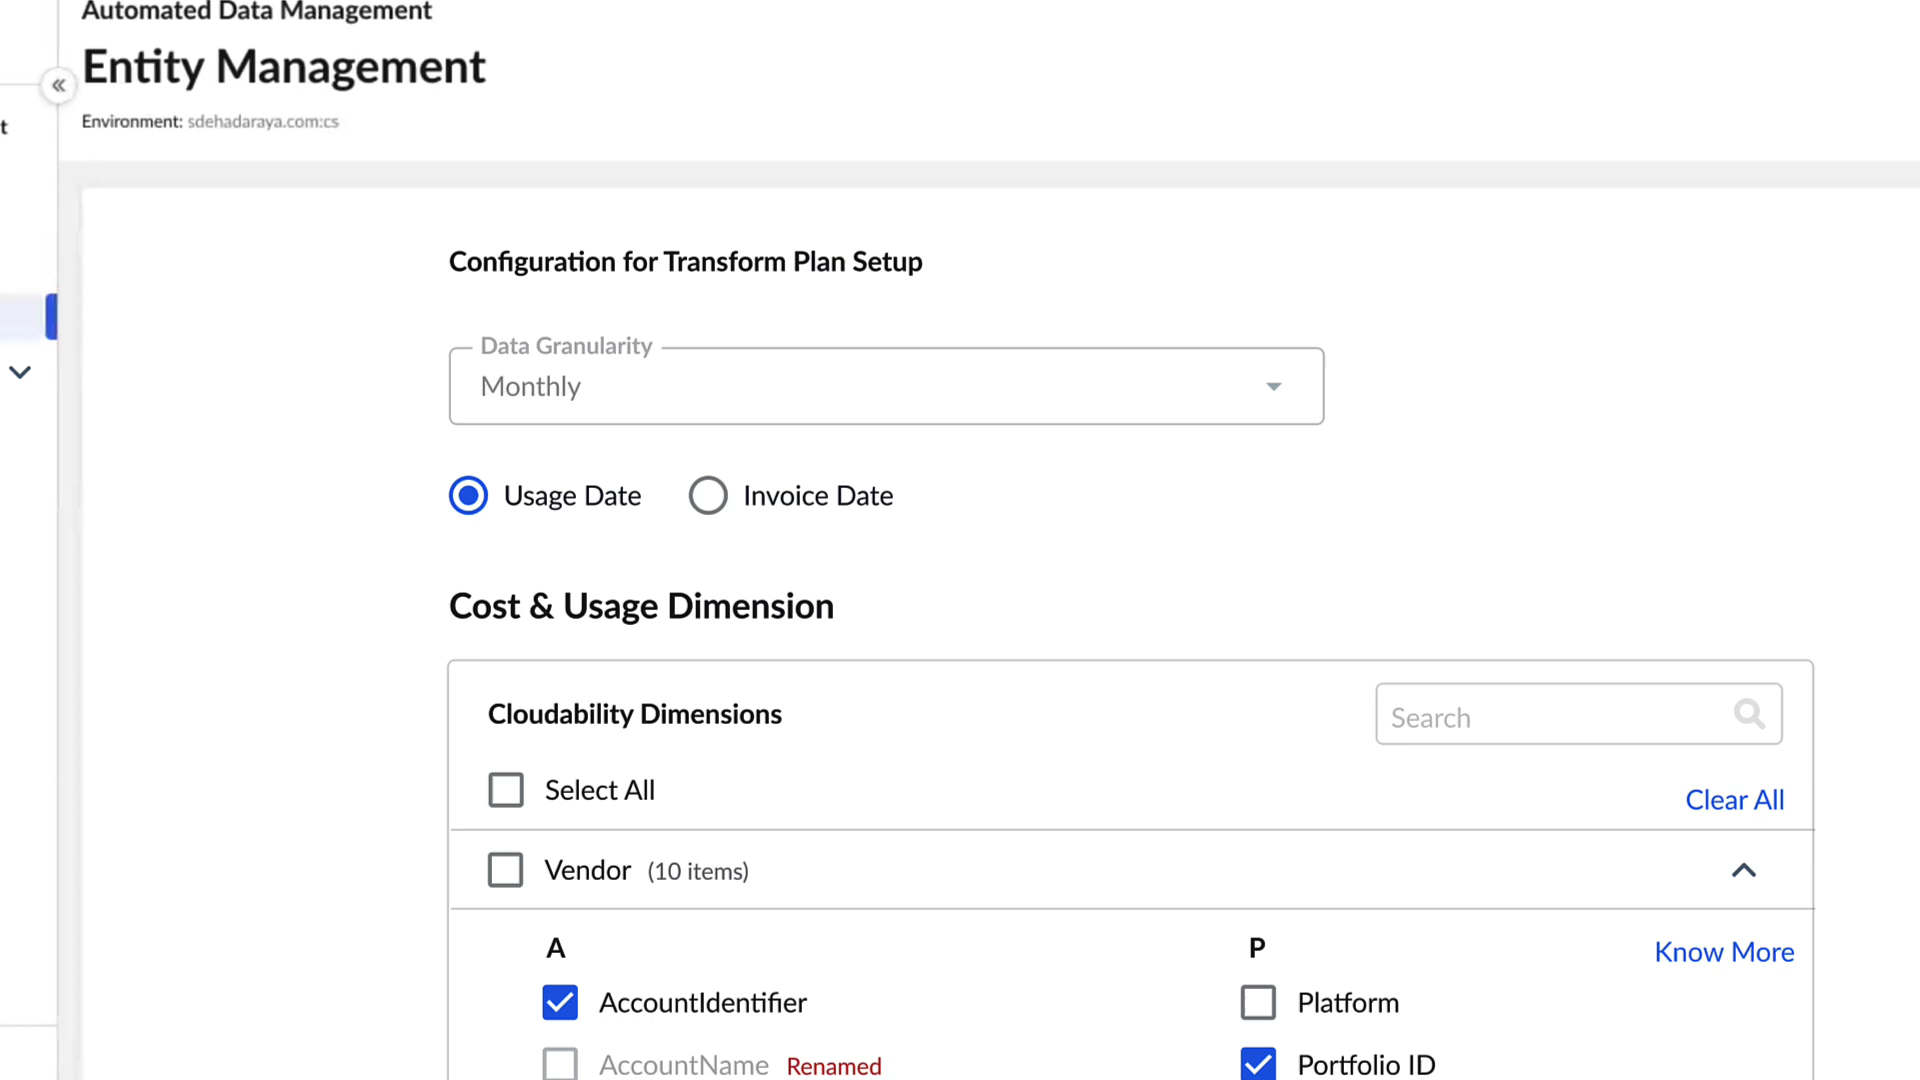 Automated Data Management
Entity Management
Environment: sdehadaraya.com:cs
t
Configuration for Transform Plan Setup
Data Granularity
Monthly
Usage Date Invoice Date
Cost & Usage Dimension
Cloudability Dimensions Search
Select All Clear All
Vendor (10 items)
A P Know More
AccountIdentifier Platform
AccountName Renamed Portfolio ID